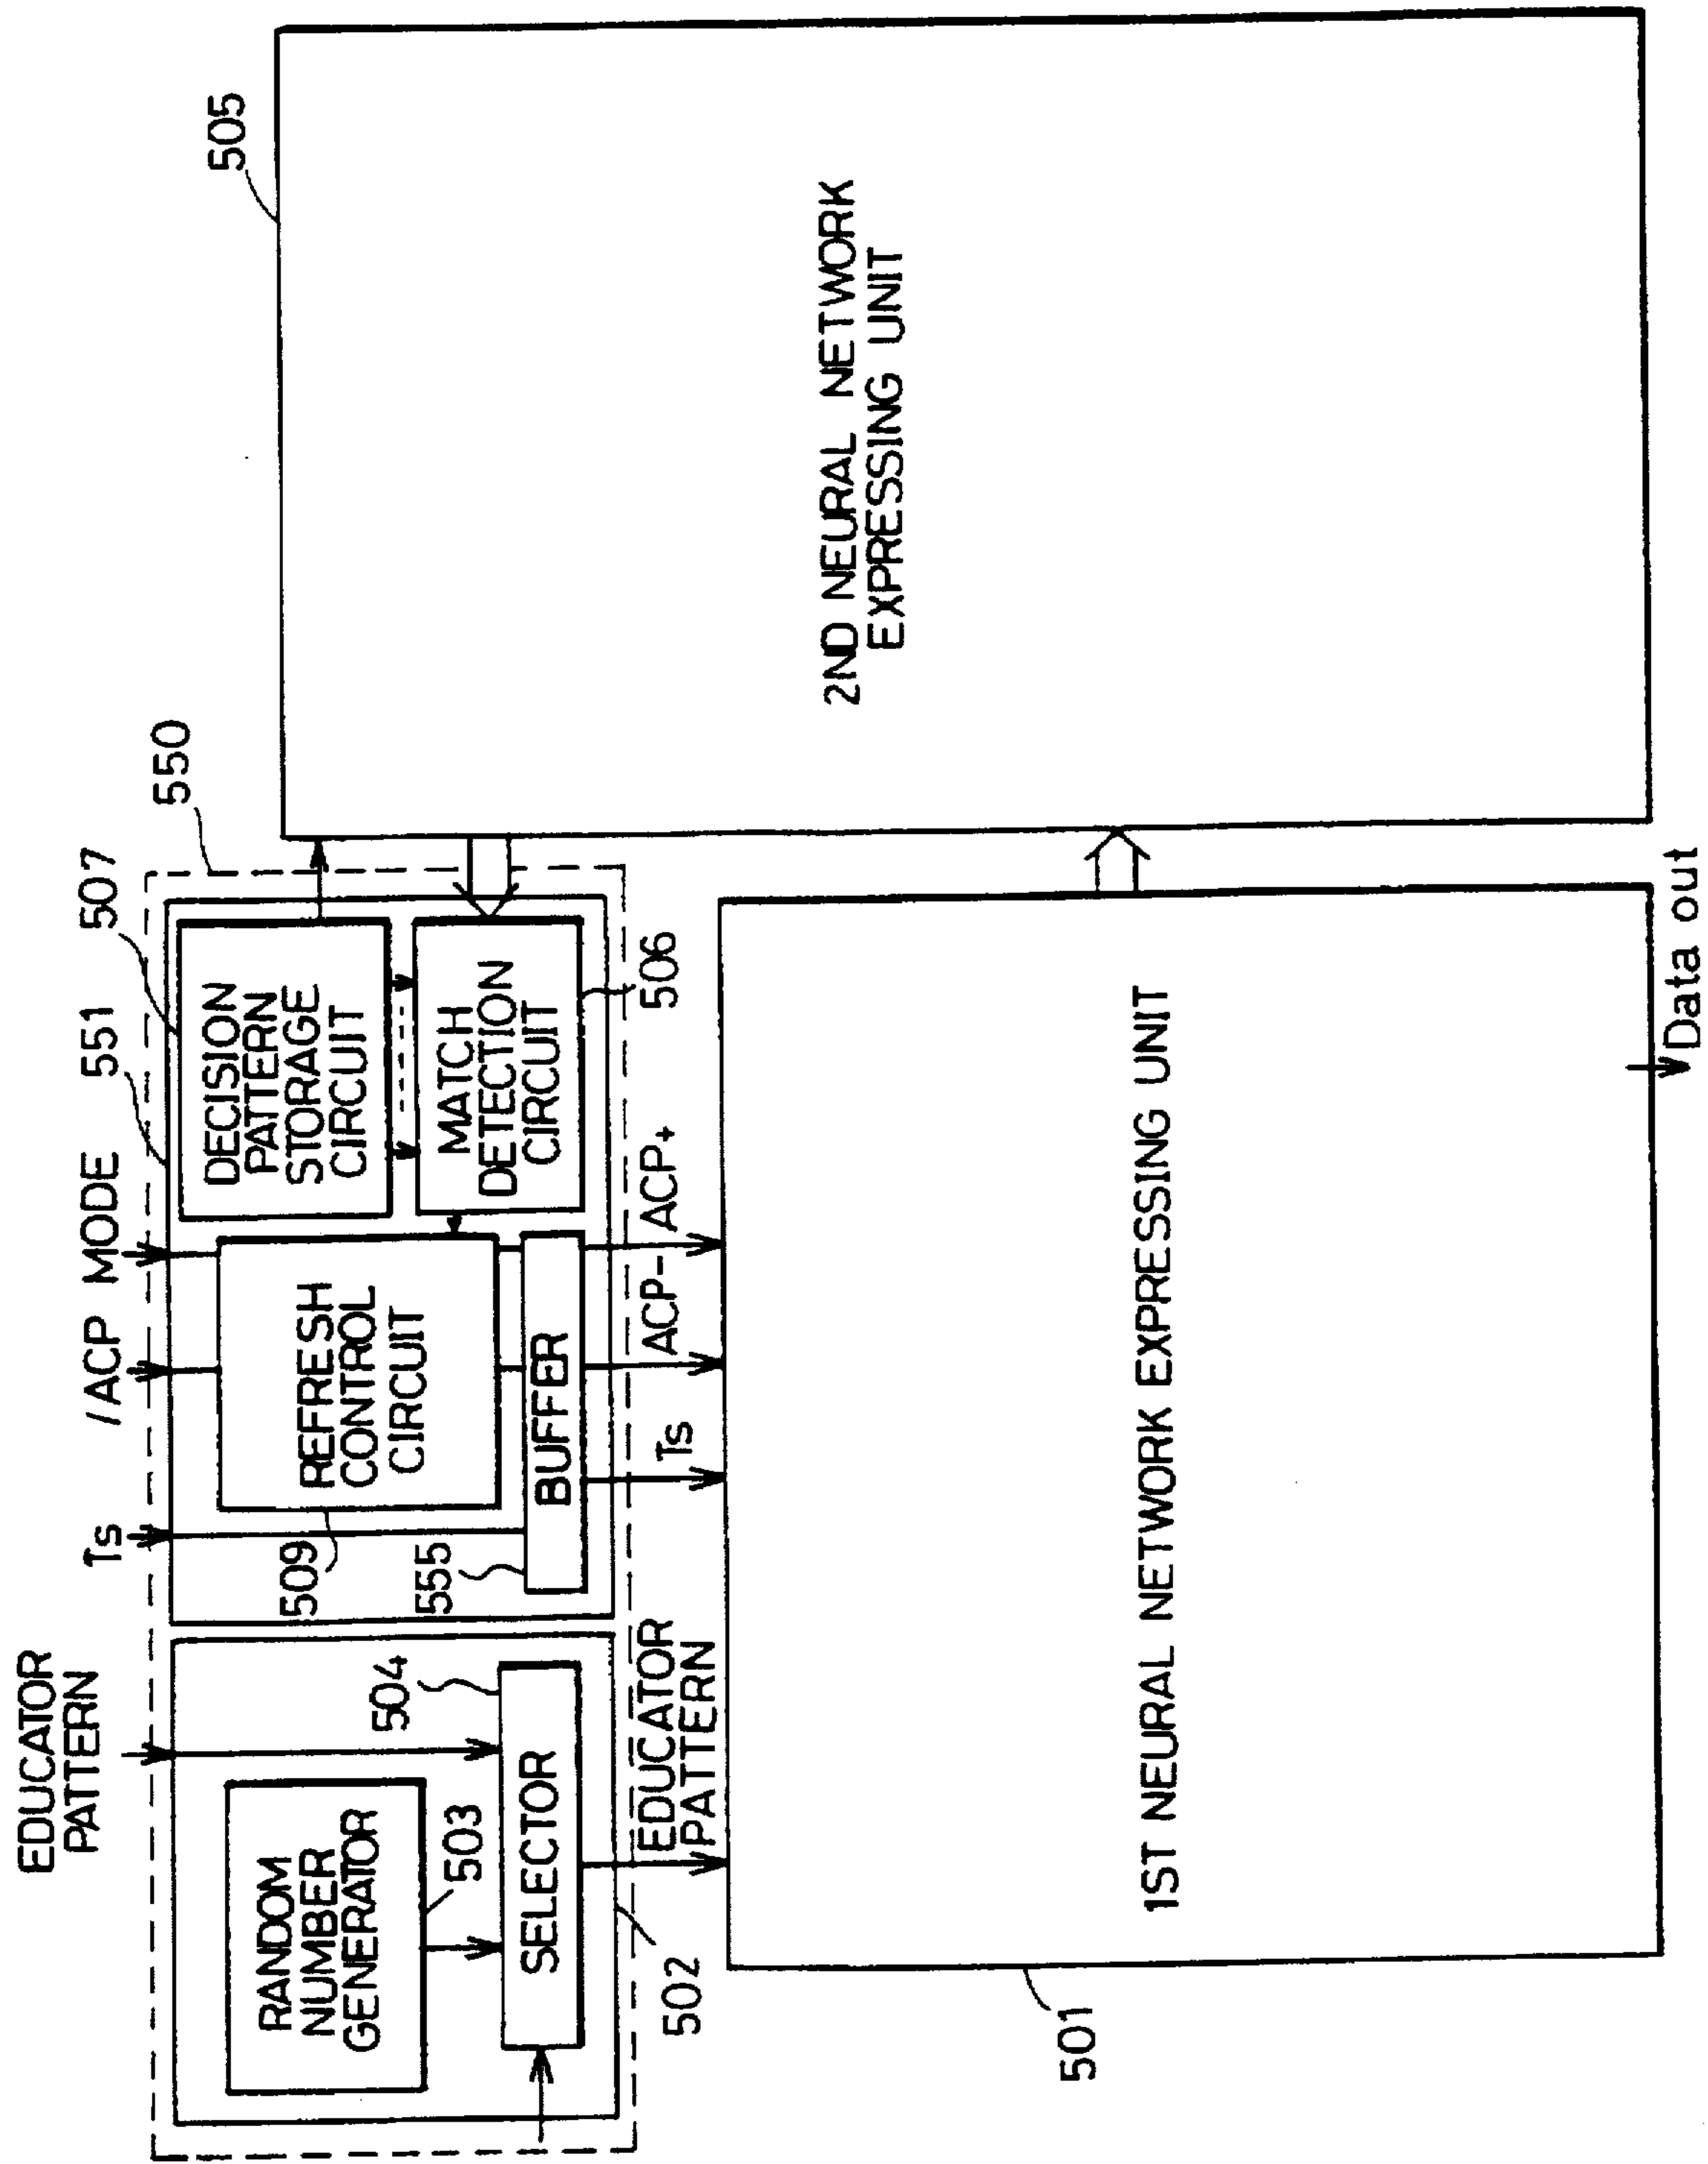 EDUCATOR
PATTERN
Ts
/ACP
MODE
551
507
550
505
RANDOM
NUMBER
GENERATOR
503
504
SELECTOR
502
509
REFRESH
CONTROL
CIRCUIT
555
BUFFER
DECISION
PATTERN
STORAGE
CIRCUIT
MATCH
DETECTION
CIRCUIT
506
EDUCATOR
PATTERN
Ts
ACP-
ACP+
2ND NEURAL NETWORK
EXPRESSING UNIT
501
1ST NEURAL NETWORK EXPRESSING UNIT
Data out